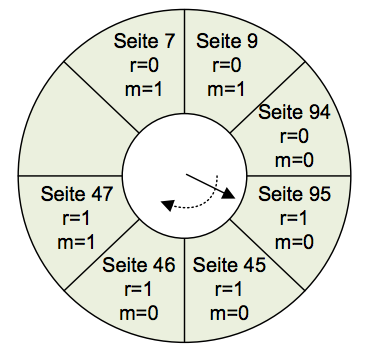 Seite 7
r=0
m=1
Seite 9
r=0
m=1
Seite 94
r=0
m=0
Seite 95
r=1
m=0
Seite 45
r=1
m=0
Seite 46
r=1
m=0
Seite 47
r=1
m=1